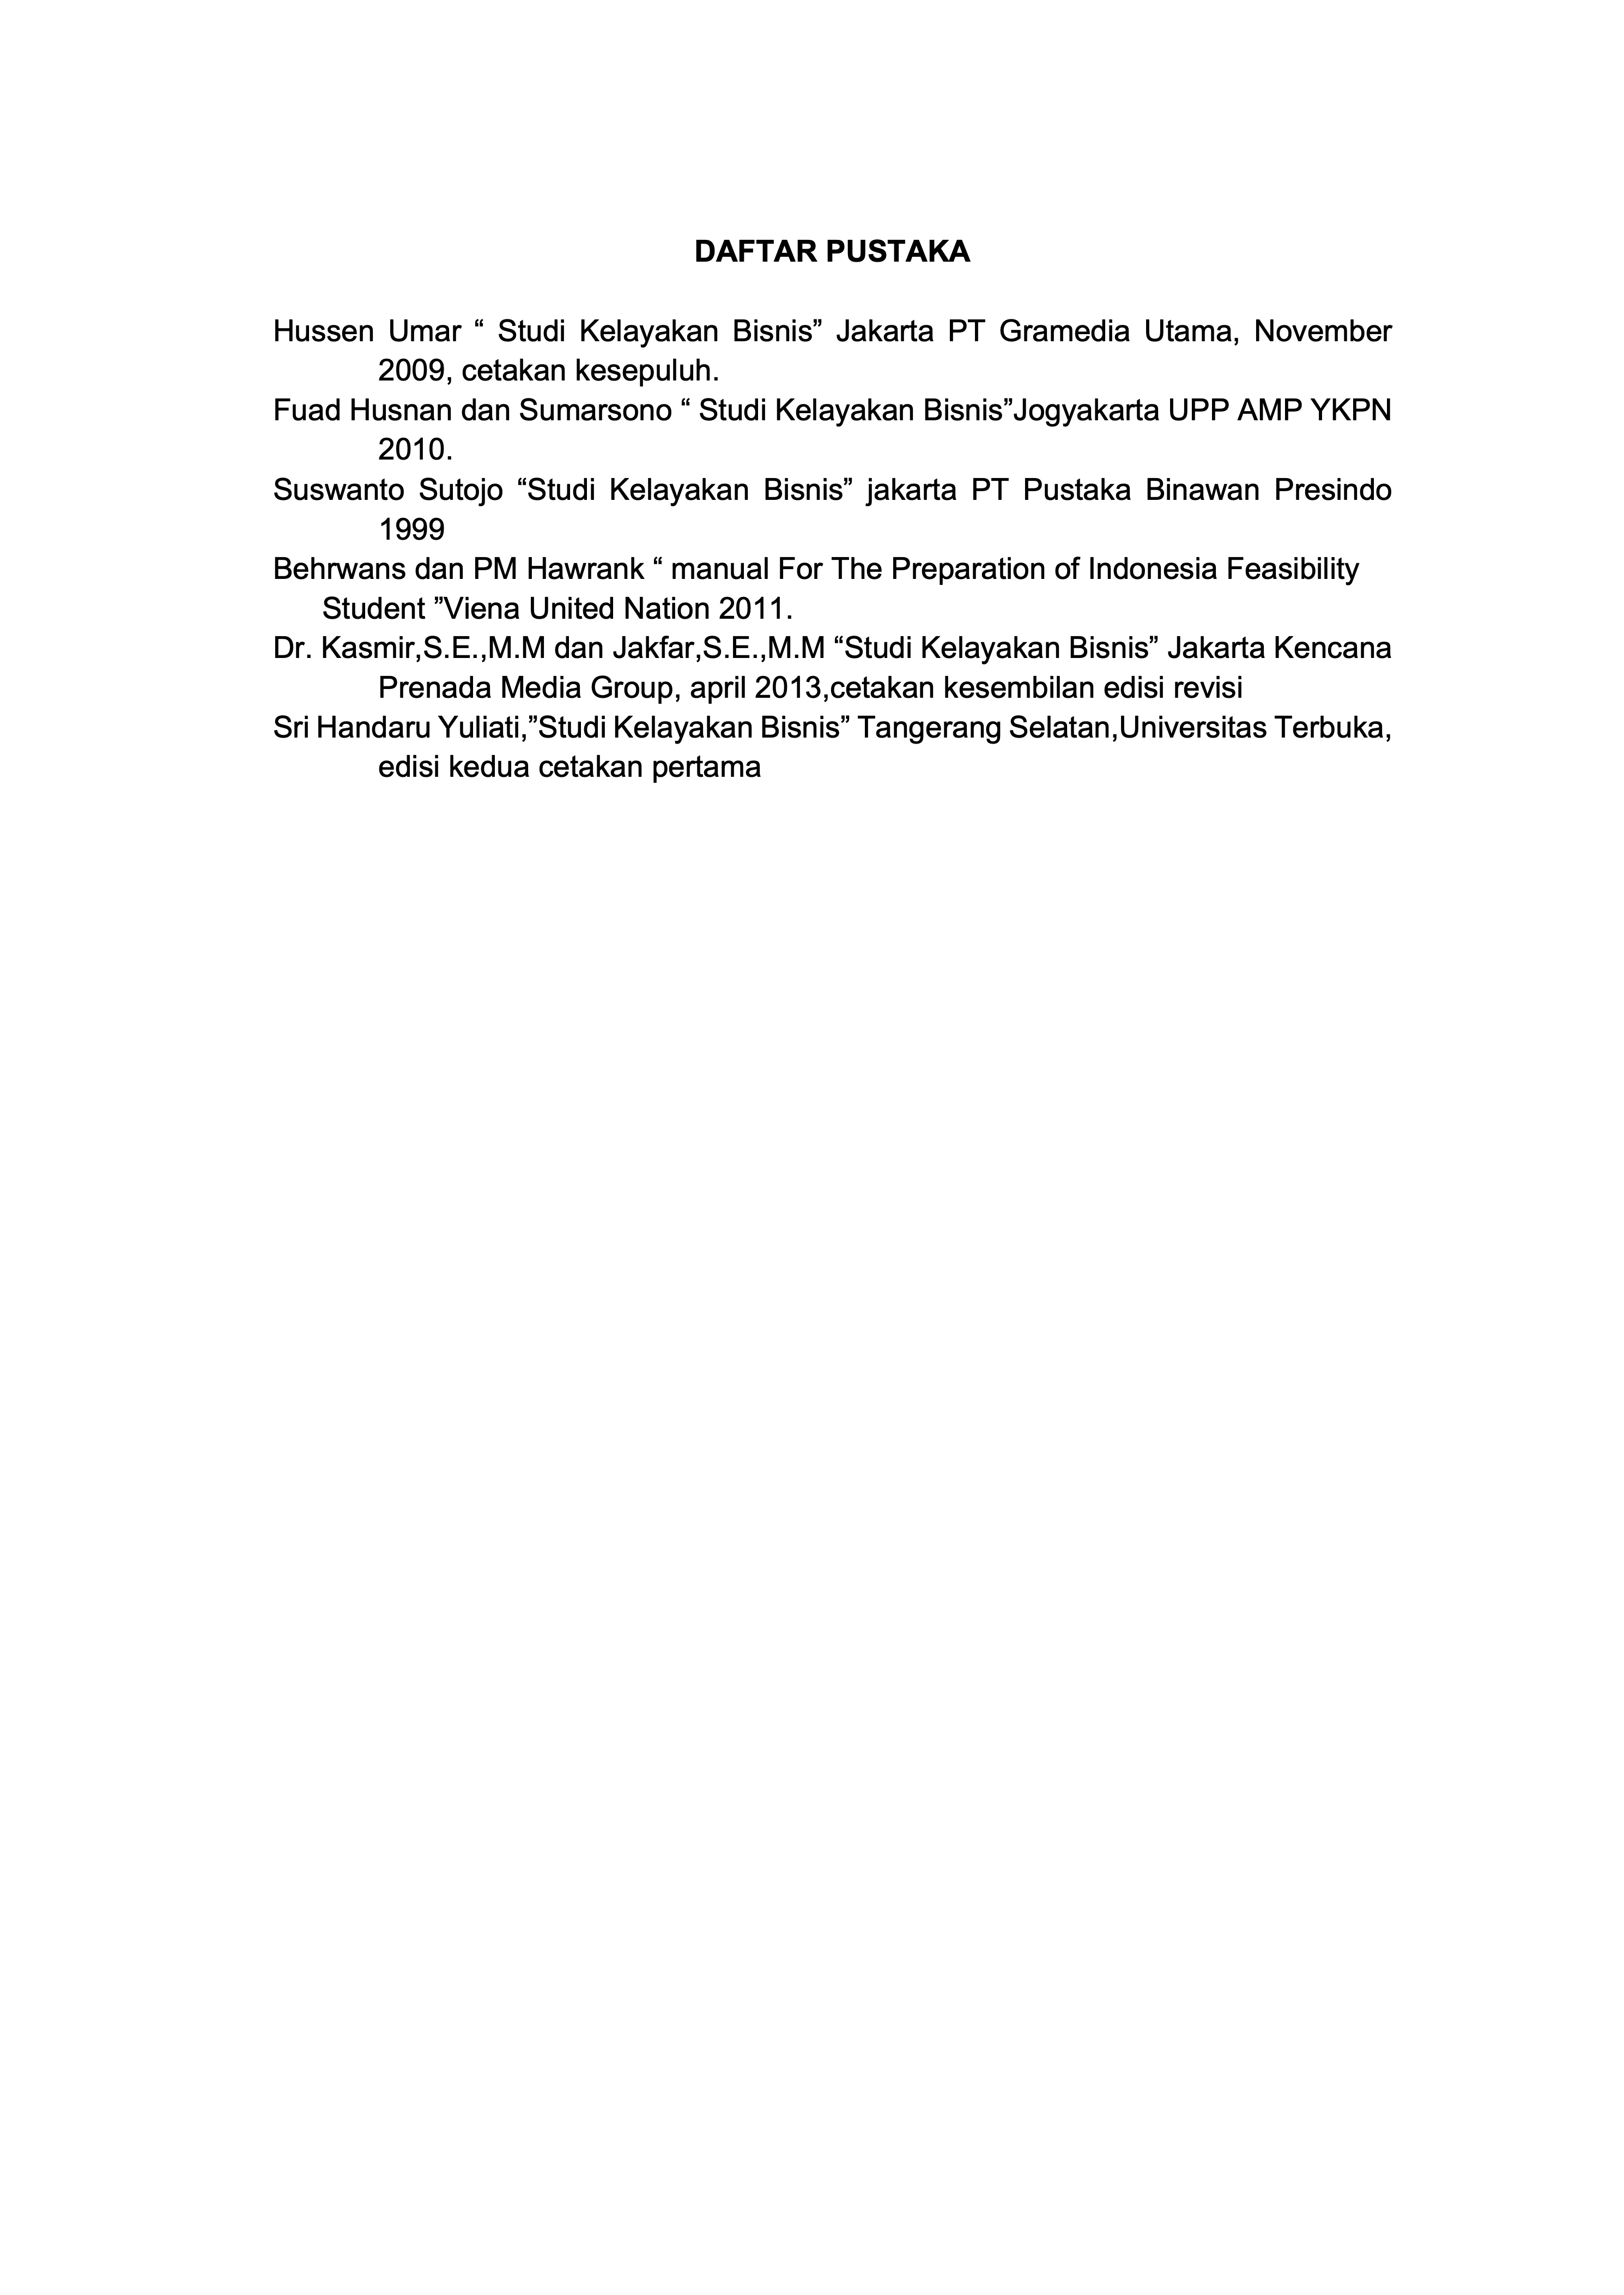 DAFTAR PUSTAKA
Hussen Umar “ Studi Kelayakan Bisnis” Jakarta PT Gramedia Utama, November
2009, cetakan kesepuluh.
Fuad Husnan dan Sumarsono “ Studi Kelayakan Bisnis”Jogyakarta UPP AMP YKPN
2010.
Suswanto Sutojo “Studi Kelayakan Bisnis” jakarta PT Pustaka Binawan Presindo
1999
Behrwans dan PM Hawrank “ manual For The Preparation of Indonesia Feasibility
Student ”Viena United Nation 2011.
Dr. Kasmir,S.E.,M.M dan Jakfar,S.E.,M.M “Studi Kelayakan Bisnis” Jakarta Kencana
Prenada Media Group, april 2013,cetakan kesembilan edisi revisi
Sri Handaru Yuliati,”Studi Kelayakan Bisnis” Tangerang Selatan,Universitas Terbuka,
edisi kedua cetakan pertama